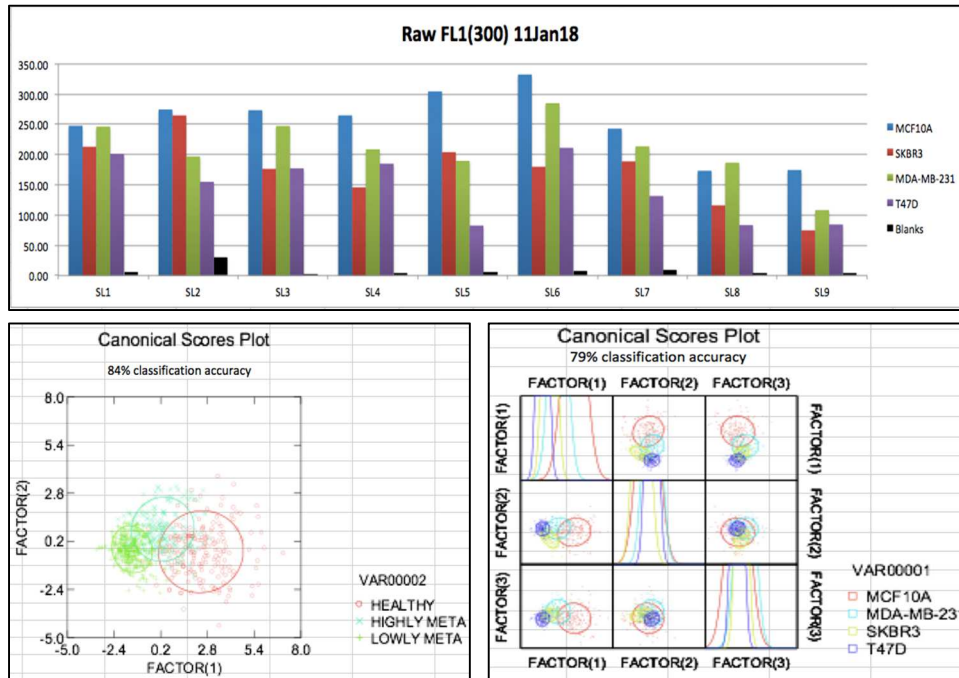 Raw FL1(300) 11Jan18
350.00
300.00
250.00
200.00
150.00
100.00
50.00
0.00
SL1 SL2 SL3 SL4 SL5 SL6 SL7 SL8 SL9
MCF10A
SKBR3
MDA-MB-231
T47D
Blanks
Canonical Scores Plot
84% classification accuracy
8.0
5.4
2.8
0.2
-2.4
-5.0
FACTOR(2)
-5.0 -2.4 0.2 2.8 5.4 8.0
FACTOR(1)
VAR00002
HEALTHY
HIGHLY META
LOWLY META
Canonical Scores Plot
79% classification accuracy
FACTOR(1) FACTOR(2) FACTOR(3)
FACTOR(1)
FACTOR(2)
FACTOR(3)
FACTOR(1)
FACTOR(2)
FACTOR(3)
FACTOR(1) FACTOR(2) FACTOR(3)
VAR00001
MCF10A
MDA-MB-23
SKBR3
T47D